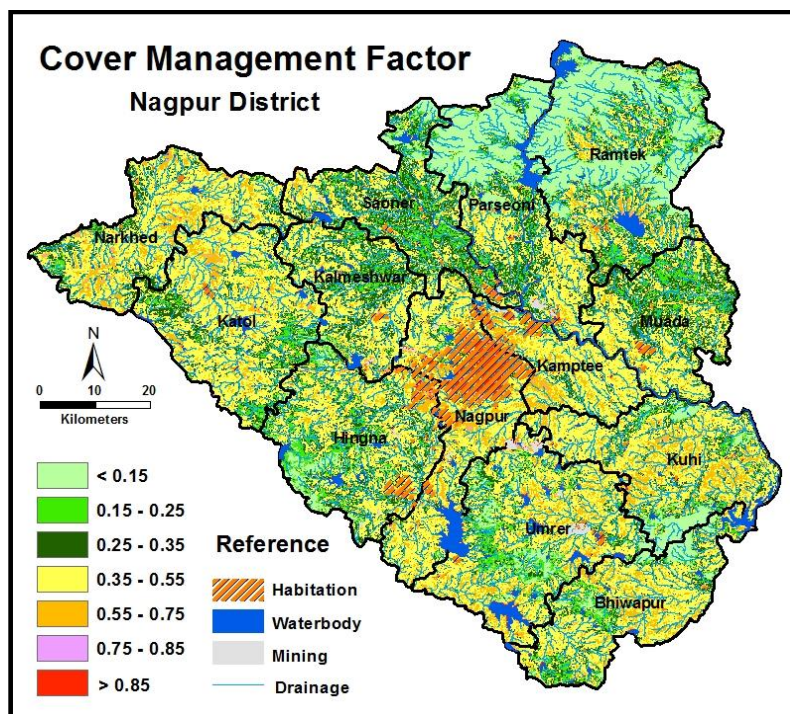 Cover Management Factor
Nagpur District
Ramtek
Saoner
Parseoni
Narkhed
Kalmeshwar
Katol
Mauda
N
Kamptee
0 10 20
Kilometers
Nagpur
Hingna
Kuhi
Umrer
Bhiwapur
< 0.15
0.15 - 0.25
0.25 - 0.35
0.35 - 0.55
0.55 - 0.75
0.75 - 0.85
> 0.85
Reference
Habitation
Waterbody
Mining
Drainage